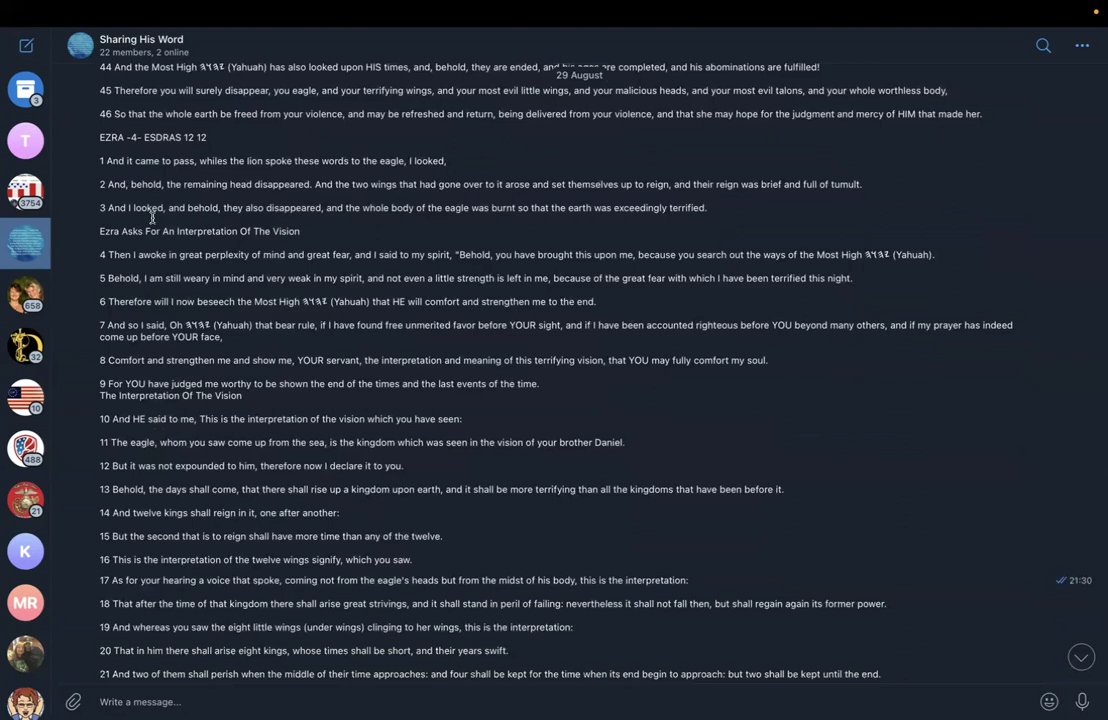 Sharing His Word
22 members, 2 online
44 And the Most High 𐤉𐤄𐤅𐤄 (Yahuah) has also looked upon HIS times, and, behold, they are ended, and his ages are completed, and his abominations are fulfilled!
29 August
45 Therefore you will surely disappear, you eagle, and your terrifying wings, and your most evil little wings, and your malicious heads, and your most evil talons, and your whole worthless body,
46 So that the whole earth be freed from your violence, and may be refreshed and return, being delivered from your violence, and that she may hope for the judgment and mercy of HIM that made her.
EZRA -4- ESDRAS 12 12
1 And it came to pass, whiles the lion spoke these words to the eagle, I looked,
2 And, behold, the remaining head disappeared. And the two wings that had gone over to it arose and set themselves up to reign, and their reign was brief and full of tumult.
3 And I looked, and behold, they also disappeared, and the whole body of the eagle was burnt so that the earth was exceedingly terrified.
Ezra Asks For An Interpretation Of The Vision
4 Then I awoke in great perplexity of mind and great fear, and I said to my spirit, "Behold, you have brought this upon me, because you search out the ways of the Most High 𐤉𐤄𐤅𐤄 (Yahuah).
5 Behold, I am still weary in mind and very weak in my spirit, and not even a little strength is left in me, because of the great fear with which I have been terrified this night.
6 Therefore will I now beseech the Most High 𐤉𐤄𐤅𐤄 (Yahuah) that HE will comfort and strengthen me to the end.
7 And so I said, Oh 𐤉𐤄𐤅𐤄 (Yahuah) that bear rule, if I have found free unmerited favor before YOUR sight, and if I have been accounted righteous before YOU beyond many others, and if my prayer has indeed
come up before YOUR face,
8 Comfort and strengthen me and show me, YOUR servant, the interpretation and meaning of this terrifying vision, that YOU may fully comfort my soul.
9 For YOU have judged me worthy to be shown the end of the times and the last events of the time.
The Interpretation Of The Vision
10 And HE said to me, This is the interpretation of the vision which you have seen:
11 The eagle, whom you saw come up from the sea, is the kingdom which was seen in the vision of your brother Daniel.
12 But it was not expounded to him, therefore now I declare it to you.
13 Behold, the days shall come, that there shall rise up a kingdom upon earth, and it shall be more terrifying than all the kingdoms that have been before it.
14 And twelve kings shall reign in it, one after another:
15 But the second that is to reign shall have more time than any of the twelve.
16 This is the interpretation of the twelve wings signify, which you saw.
17 As for your hearing a voice that spoke, coming not from the eagle's heads but from the midst of his body, this is the interpretation:
21:30
18 That after the time of that kingdom there shall arise great strivings, and it shall stand in peril of failing: nevertheless it shall not fall then, but shall regain again its former power.
19 And whereas you saw the eight little wings (under wings) clinging to her wings, this is the interpretation:
20 That in him there shall arise eight kings, whose times shall be short, and their years swift.
21 And two of them shall perish when the middle of their time approaches: and four shall be kept for the time when its end begin to approach: but two shall be kept until the end.
Write a message...
3
T
3754
658
32
10
488
21
K
MR